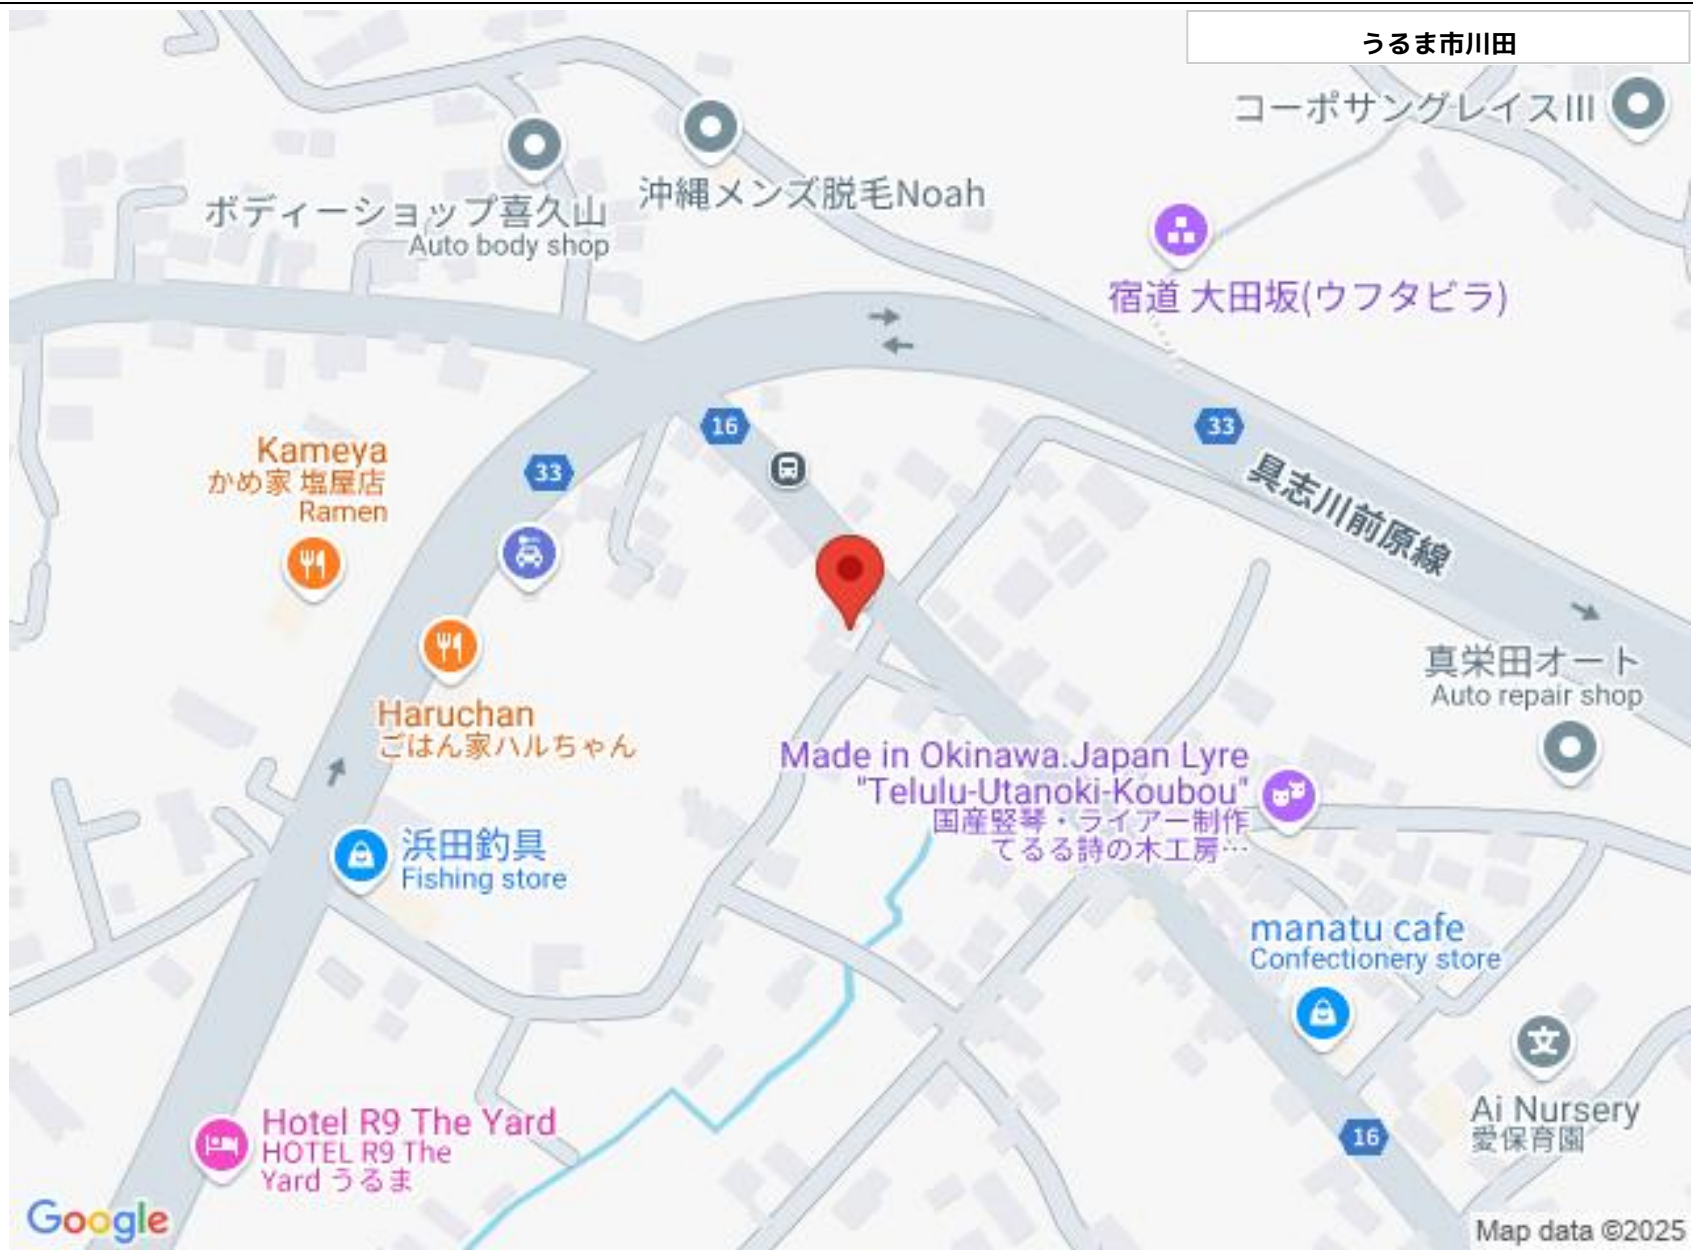 うるま市川田
コーポサングレイスIII
ボディーショップ喜久山
Auto body shop
沖縄メンズ脱毛Noah
宿道 大田坂(ウフタビラ)
16
33
33
Kameya
かめ家 塩屋店
Ramen
具志川前原線
Haruchan
ごはん家ハルちゃん
真栄田オート
Auto repair shop
Made in Okinawa.Japan Lyre
"Telulu-Utanoki-Koubou"
国産竪琴・ライアー制作
てるる詩の木工房…
浜田釣具
Fishing store
manatu cafe
Confectionery store
文
Ai Nursery
愛保育園
16
Hotel R9 The Yard
HOTEL R9 The
Yard うるま
Google
Map data ©2025